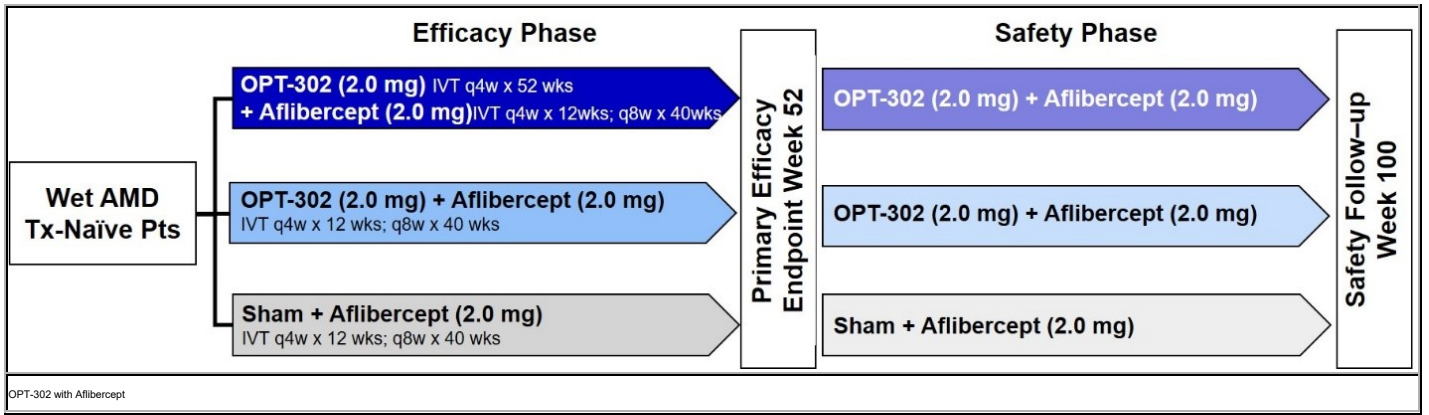 Efficacy Phase
Safety Phase
Wet AMD
Tx-Naïve Pts
OPT-302 (2.0 mg) IVT q4w x 52 wks
+ Aflibercept (2.0 mg)IVT q4w x 12wks; q8w x 40wks
OPT-302 (2.0 mg) + Aflibercept (2.0 mg)
IVT q4w x 12 wks; q8w x 40 wks
Sham + Aflibercept (2.0 mg)
IVT q4w x 12 wks; q8w x 40 wks
Primary Efficacy
Endpoint Week 52
OPT-302 (2.0 mg) + Aflibercept (2.0 mg)
OPT-302 (2.0 mg) + Aflibercept (2.0 mg)
Sham + Aflibercept (2.0 mg)
Safety Follow–up
Week 100
OPT-302 with Aflibercept